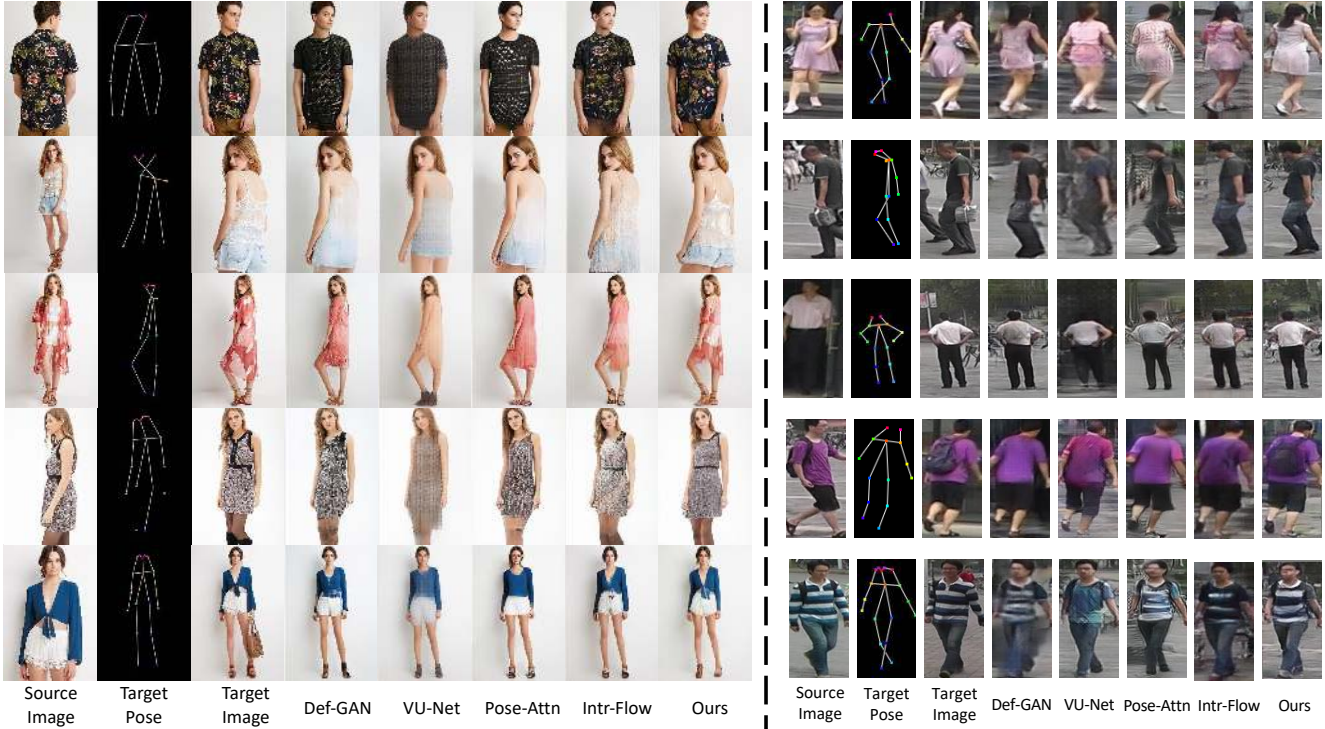 Source Image
Target Pose
Target Image
Def-GAN
VU-Net
Pose-Attn
Intr-Flow
Ours
Source Image
Target Pose
Target Image
Def-GAN
VU-Net
Pose-Attn
Intr-Flow
Ours